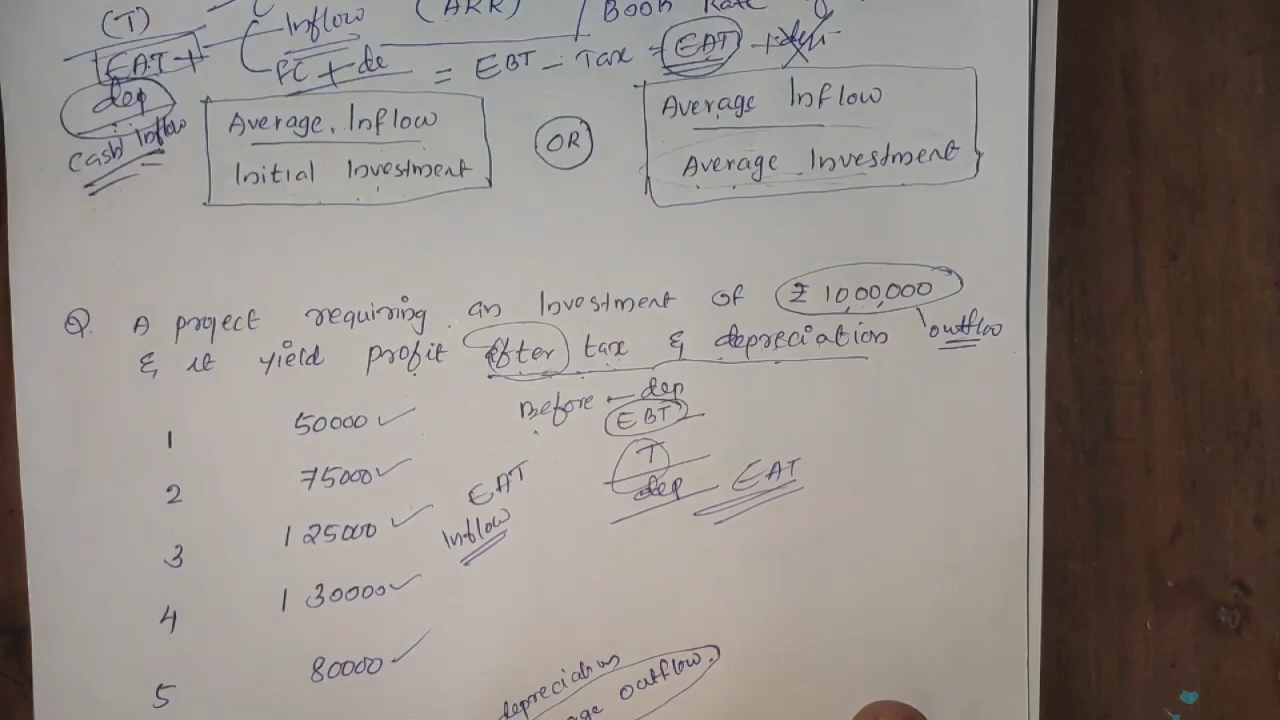 (T) Inflow (ARR) Book Rate
EAT + FC + de = EBT - Tax = EAT + dep
dep
Cash Inflow
Average Inflow
Initial Investment
OR
Average Inflow
Average Investment
Q. A project requiring an Investment of ₹ 10,00,000
outflow
& it yield profit after tax & depreciation
Before - dep
1 50000 EBT
T
2 75000 EAT dep EAT
3 125000 Inflow
4 130000
5 80000
depreciation
outflow.